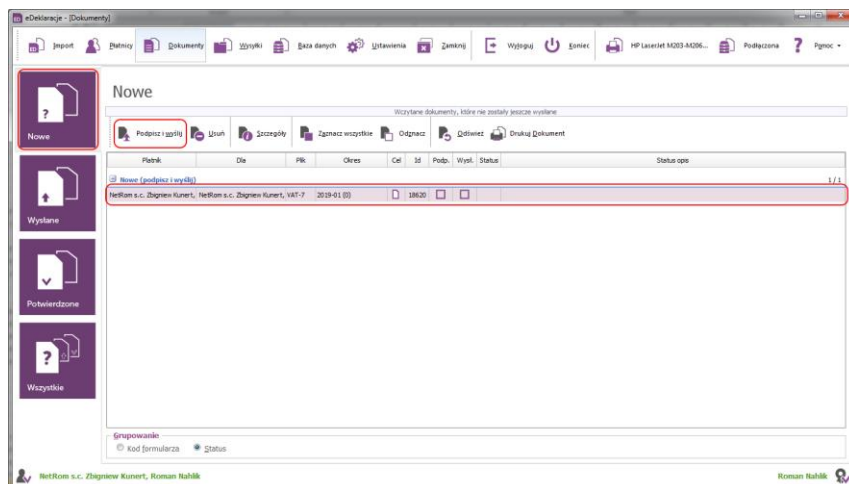 eDeklaracje - [Dokumenty]
Import Płatnicy Dokumenty Wysyłki Baza danych Ustawienia Zamknij Wyloguj Koniec HP LaserJet M203-M206... Podłączona Pomoc
Nowe
Nowe
Wczytane dokumenty, które nie zostały jeszcze wysłane
Podpisz i wyślij Usuń Szczegóły Zaznacz wszystkie Odznacz Odśwież Drukuj Dokument
Płatnik Dla Plik Okres Cel Id Podp. Wysł. Status Status opis
Nowe (podpisz i wyślij) 1 / 1
NetRom s.c. Zbigniew Kunert, NetRom s.c. Zbigniew Kunert, VAT-7 2019-01 (0) 18620
Wysłane
Potwierdzone
Wszystkie
Grupowanie
Kod formularza Status
NetRom s.c. Zbigniew Kunert, Roman Nahlik Roman Nahlik